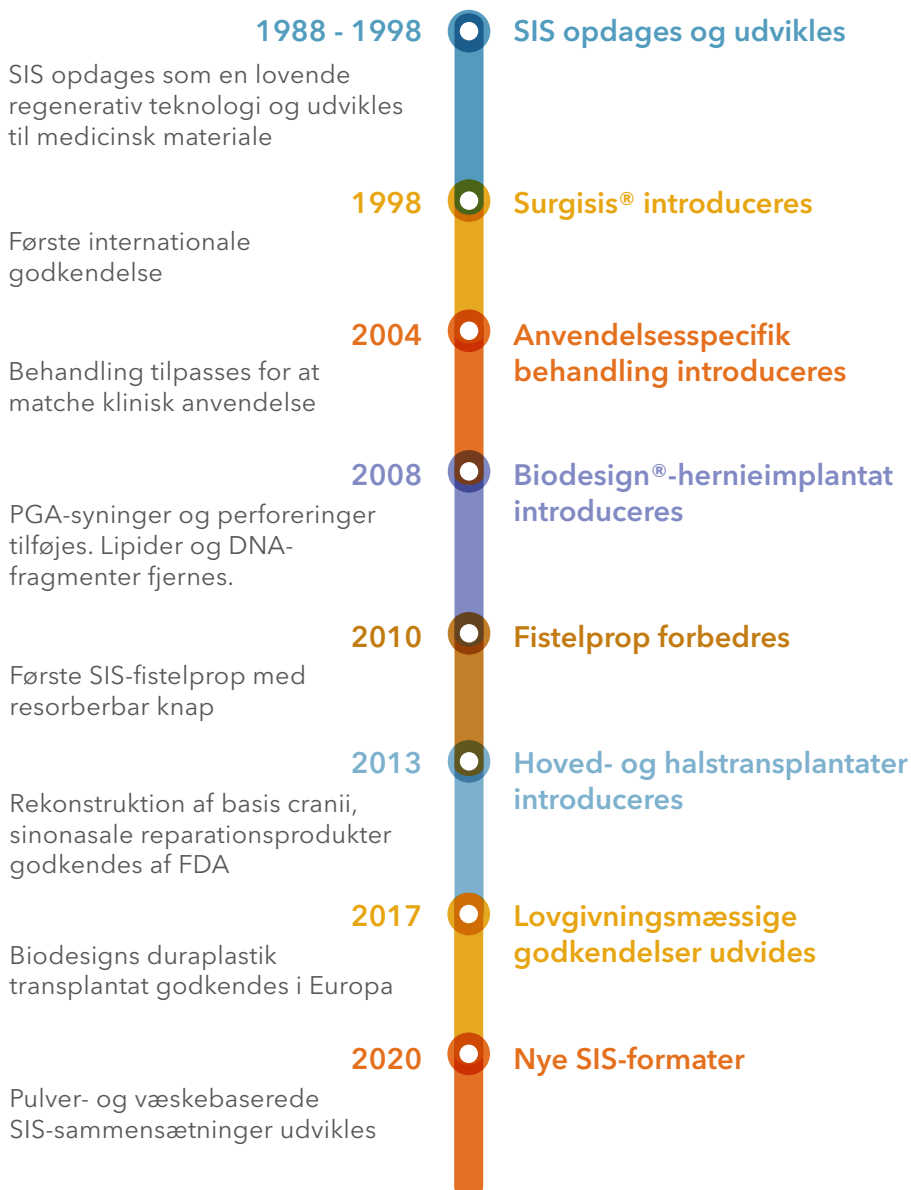 1988 - 1998
SIS opdages og udvikles
SIS opdages som en lovende
regenerativ teknologi og udvikles
til medicinsk materiale
1998
Surgisis® introduceres
Første internationale
godkendelse
2004
Anvendelsesspecifik
behandling introduceres
Behandling tilpasses for at
matche klinisk anvendelse
2008
Biodesign®-hernieimplantat
introduceres
PGA-syninger og perforeringer
tilføjes. Lipider og DNA-
fragmenter fjernes.
2010
Fistelprop forbedres
Første SIS-fistelprop med
resorberbar knap
2013
Hoved- og halstransplantater
introduceres
Rekonstruktion af basis cranii,
sinonasale reparationsprodukter
godkendes af FDA
2017
Lovgivningsmæssige
godkendelser udvides
Biodesigns duraplastik
transplantat godkendes i Europa
2020
Nye SIS-formater
Pulver- og væskebaserede
SIS-sammensætninger udvikles